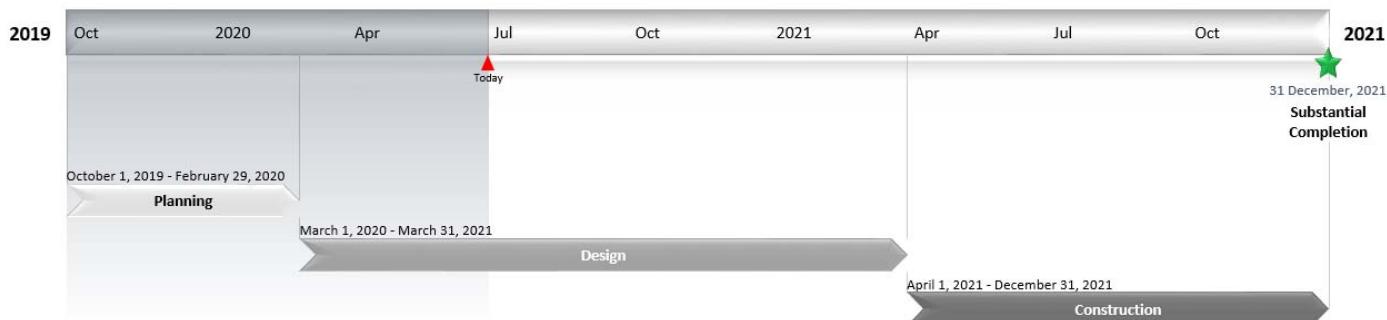 2019 Oct 2020 Apr Jul Oct 2021 Apr Jul Oct 2021
Today
31 December, 2021
Substantial
Completion
October 1, 2019 - February 29, 2020
Planning
March 1, 2020 - March 31, 2021
Design
April 1, 2021 - December 31, 2021
Construction